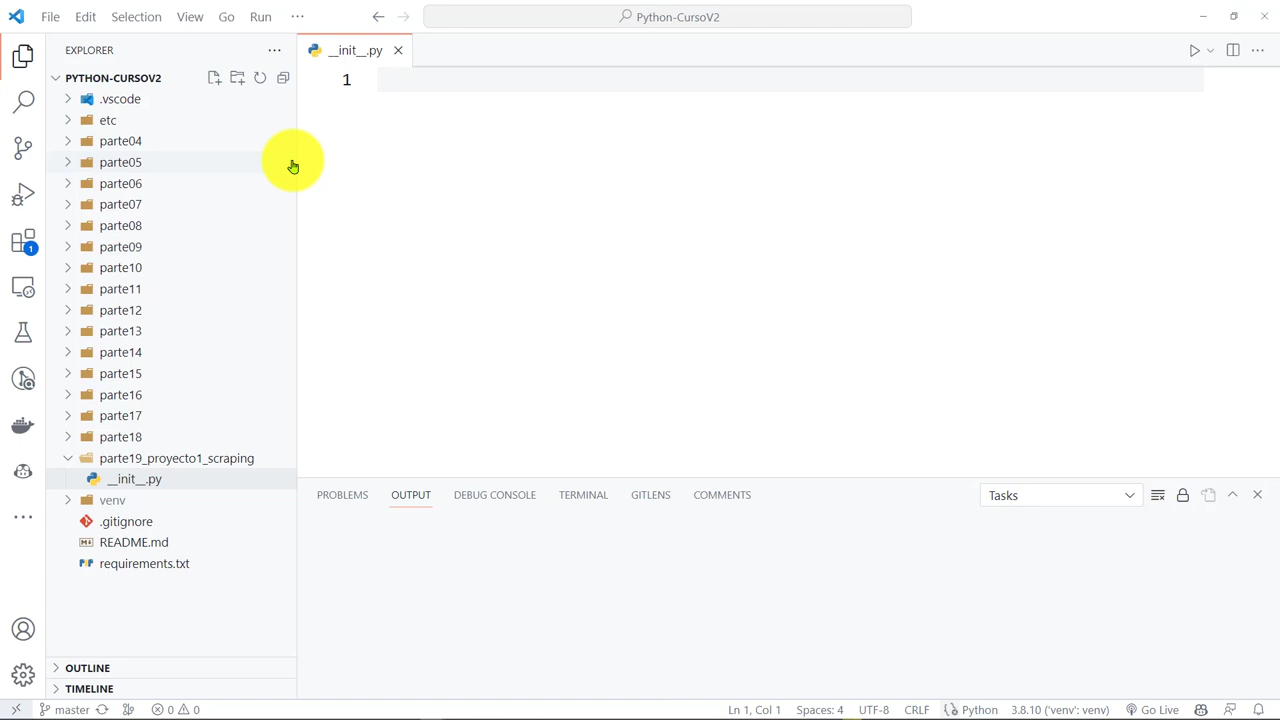 File Edit Selection View Go Run ···
Python-CursoV2
EXPLORER
__init__.py
PYTHON-CURSOV2
.vscode
etc
parte04
parte05
parte06
parte07
parte08
parte09
parte10
parte11
parte12
parte13
parte14
parte15
parte16
parte17
parte18
parte19_proyecto1_scraping
__init__.py
venv
.gitignore
README.md
requirements.txt
OUTLINE
TIMELINE
1
1
PROBLEMS OUTPUT DEBUG CONSOLE TERMINAL GITLENS COMMENTS
Tasks
master 0 0 Ln 1, Col 1 Spaces: 4 UTF-8 CRLF Python 3.8.10 ('venv': venv) Go Live